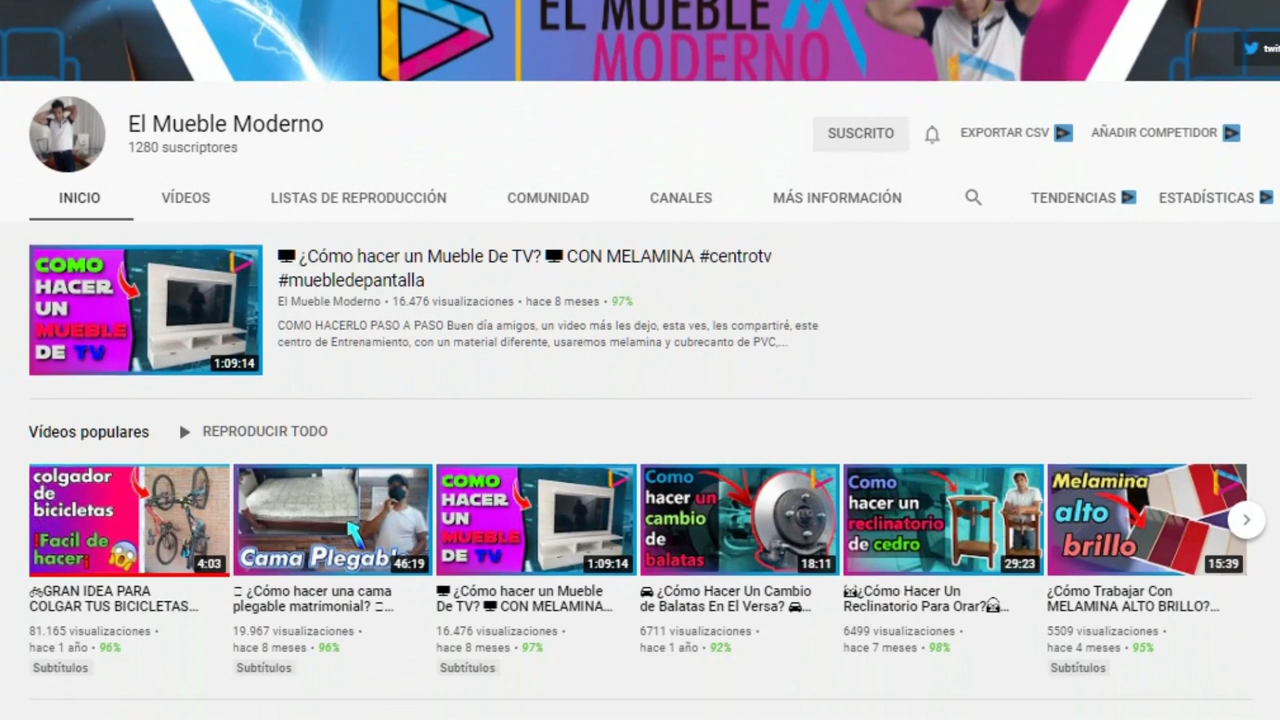 EL MUEBLE
MODERNO
El Mueble Moderno
1280 suscriptores
SUSCRITO
EXPORTAR CSV
AÑADIR COMPETIDOR
INICIO
VÍDEOS
LISTAS DE REPRODUCCIÓN
COMUNIDAD
CANALES
MÁS INFORMACIÓN
TENDENCIAS
ESTADÍSTICAS
COMO
HACER
UN
MUEBLE
DE TV
1:09:14
¿Cómo hacer un Mueble De TV? CON MELAMINA #centrotv
#muebledepantalla
El Mueble Moderno • 16.476 visualizaciones • hace 8 meses • 97%
COMO HACERLO PASO A PASO Buen día amigos, un video más les dejo, esta ves, les compartiré, este
centro de Entrenamiento, con un material diferente, usaremos melamina y cubrecanto de PVC,...
Vídeos populares
REPRODUCIR TODO
colgador
de
bicicletas
!Facil de
hacer¡
4:03
GRAN IDEA PARA
COLGAR TUS BICICLETAS...
81.165 visualizaciones •
hace 1 año • 96%
Subtítulos
Cama Plegab
46:19
¿Cómo hacer una cama
plegable matrimonial? ...
19.967 visualizaciones •
hace 8 meses • 96%
Subtítulos
COMO
HACER
UN
MUEBLE
DE TV
1:09:14
¿Cómo hacer un Mueble
De TV? CON MELAMINA...
16.476 visualizaciones •
hace 8 meses • 97%
Subtítulos
Como
hacer un
cambio
de
balatas
18:11
¿Cómo Hacer Un Cambio
de Balatas En El Versa? ...
6711 visualizaciones •
hace 1 año • 92%
Como
hacer un
reclinatorio
de cedro
29:23
¿Cómo Hacer Un
Reclinatorio Para Orar?...
6499 visualizaciones •
hace 7 meses • 98%
Melamina
alto
brillo
15:39
¿Cómo Trabajar Con
MELAMINA ALTO BRILLO?...
5509 visualizaciones •
hace 4 meses • 95%
Subtítulos